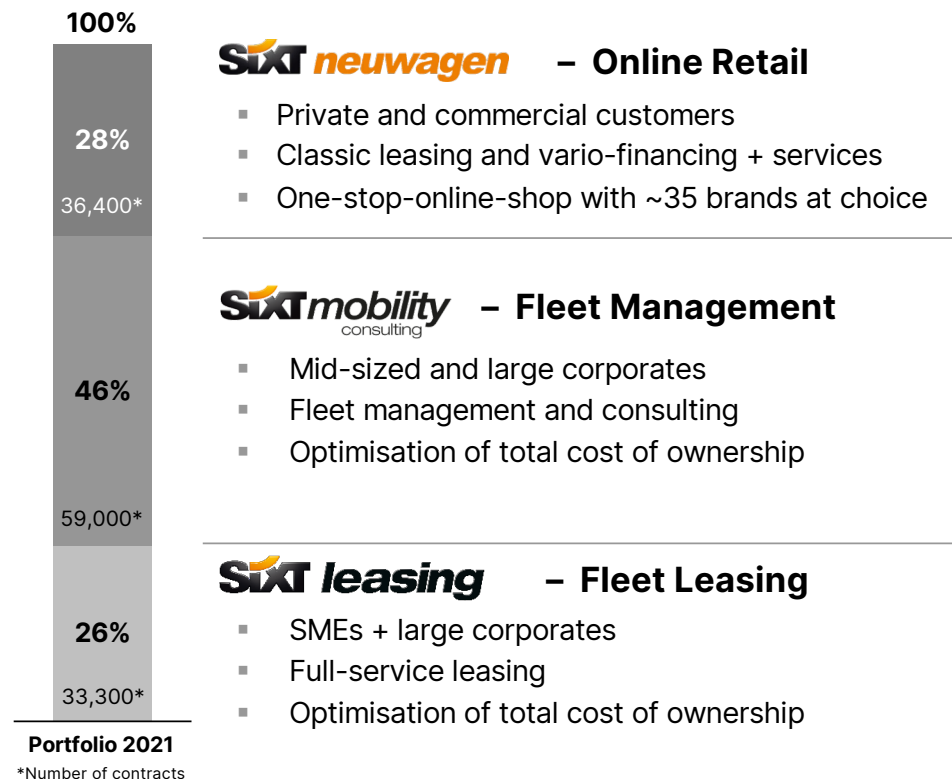 100%
28%
36,400*
46%
59,000*
26%
33,300*
Portfolio 2021
*Number of contracts
SiXT neuwagen – Online Retail
▪ Private and commercial customers
▪ Classic leasing and vario-financing + services
▪ One-stop-online-shop with ~35 brands at choice
SiXT mobility consulting – Fleet Management
▪ Mid-sized and large corporates
▪ Fleet management and consulting
▪ Optimisation of total cost of ownership
SiXT leasing – Fleet Leasing
▪ SMEs + large corporates
▪ Full-service leasing
▪ Optimisation of total cost of ownership